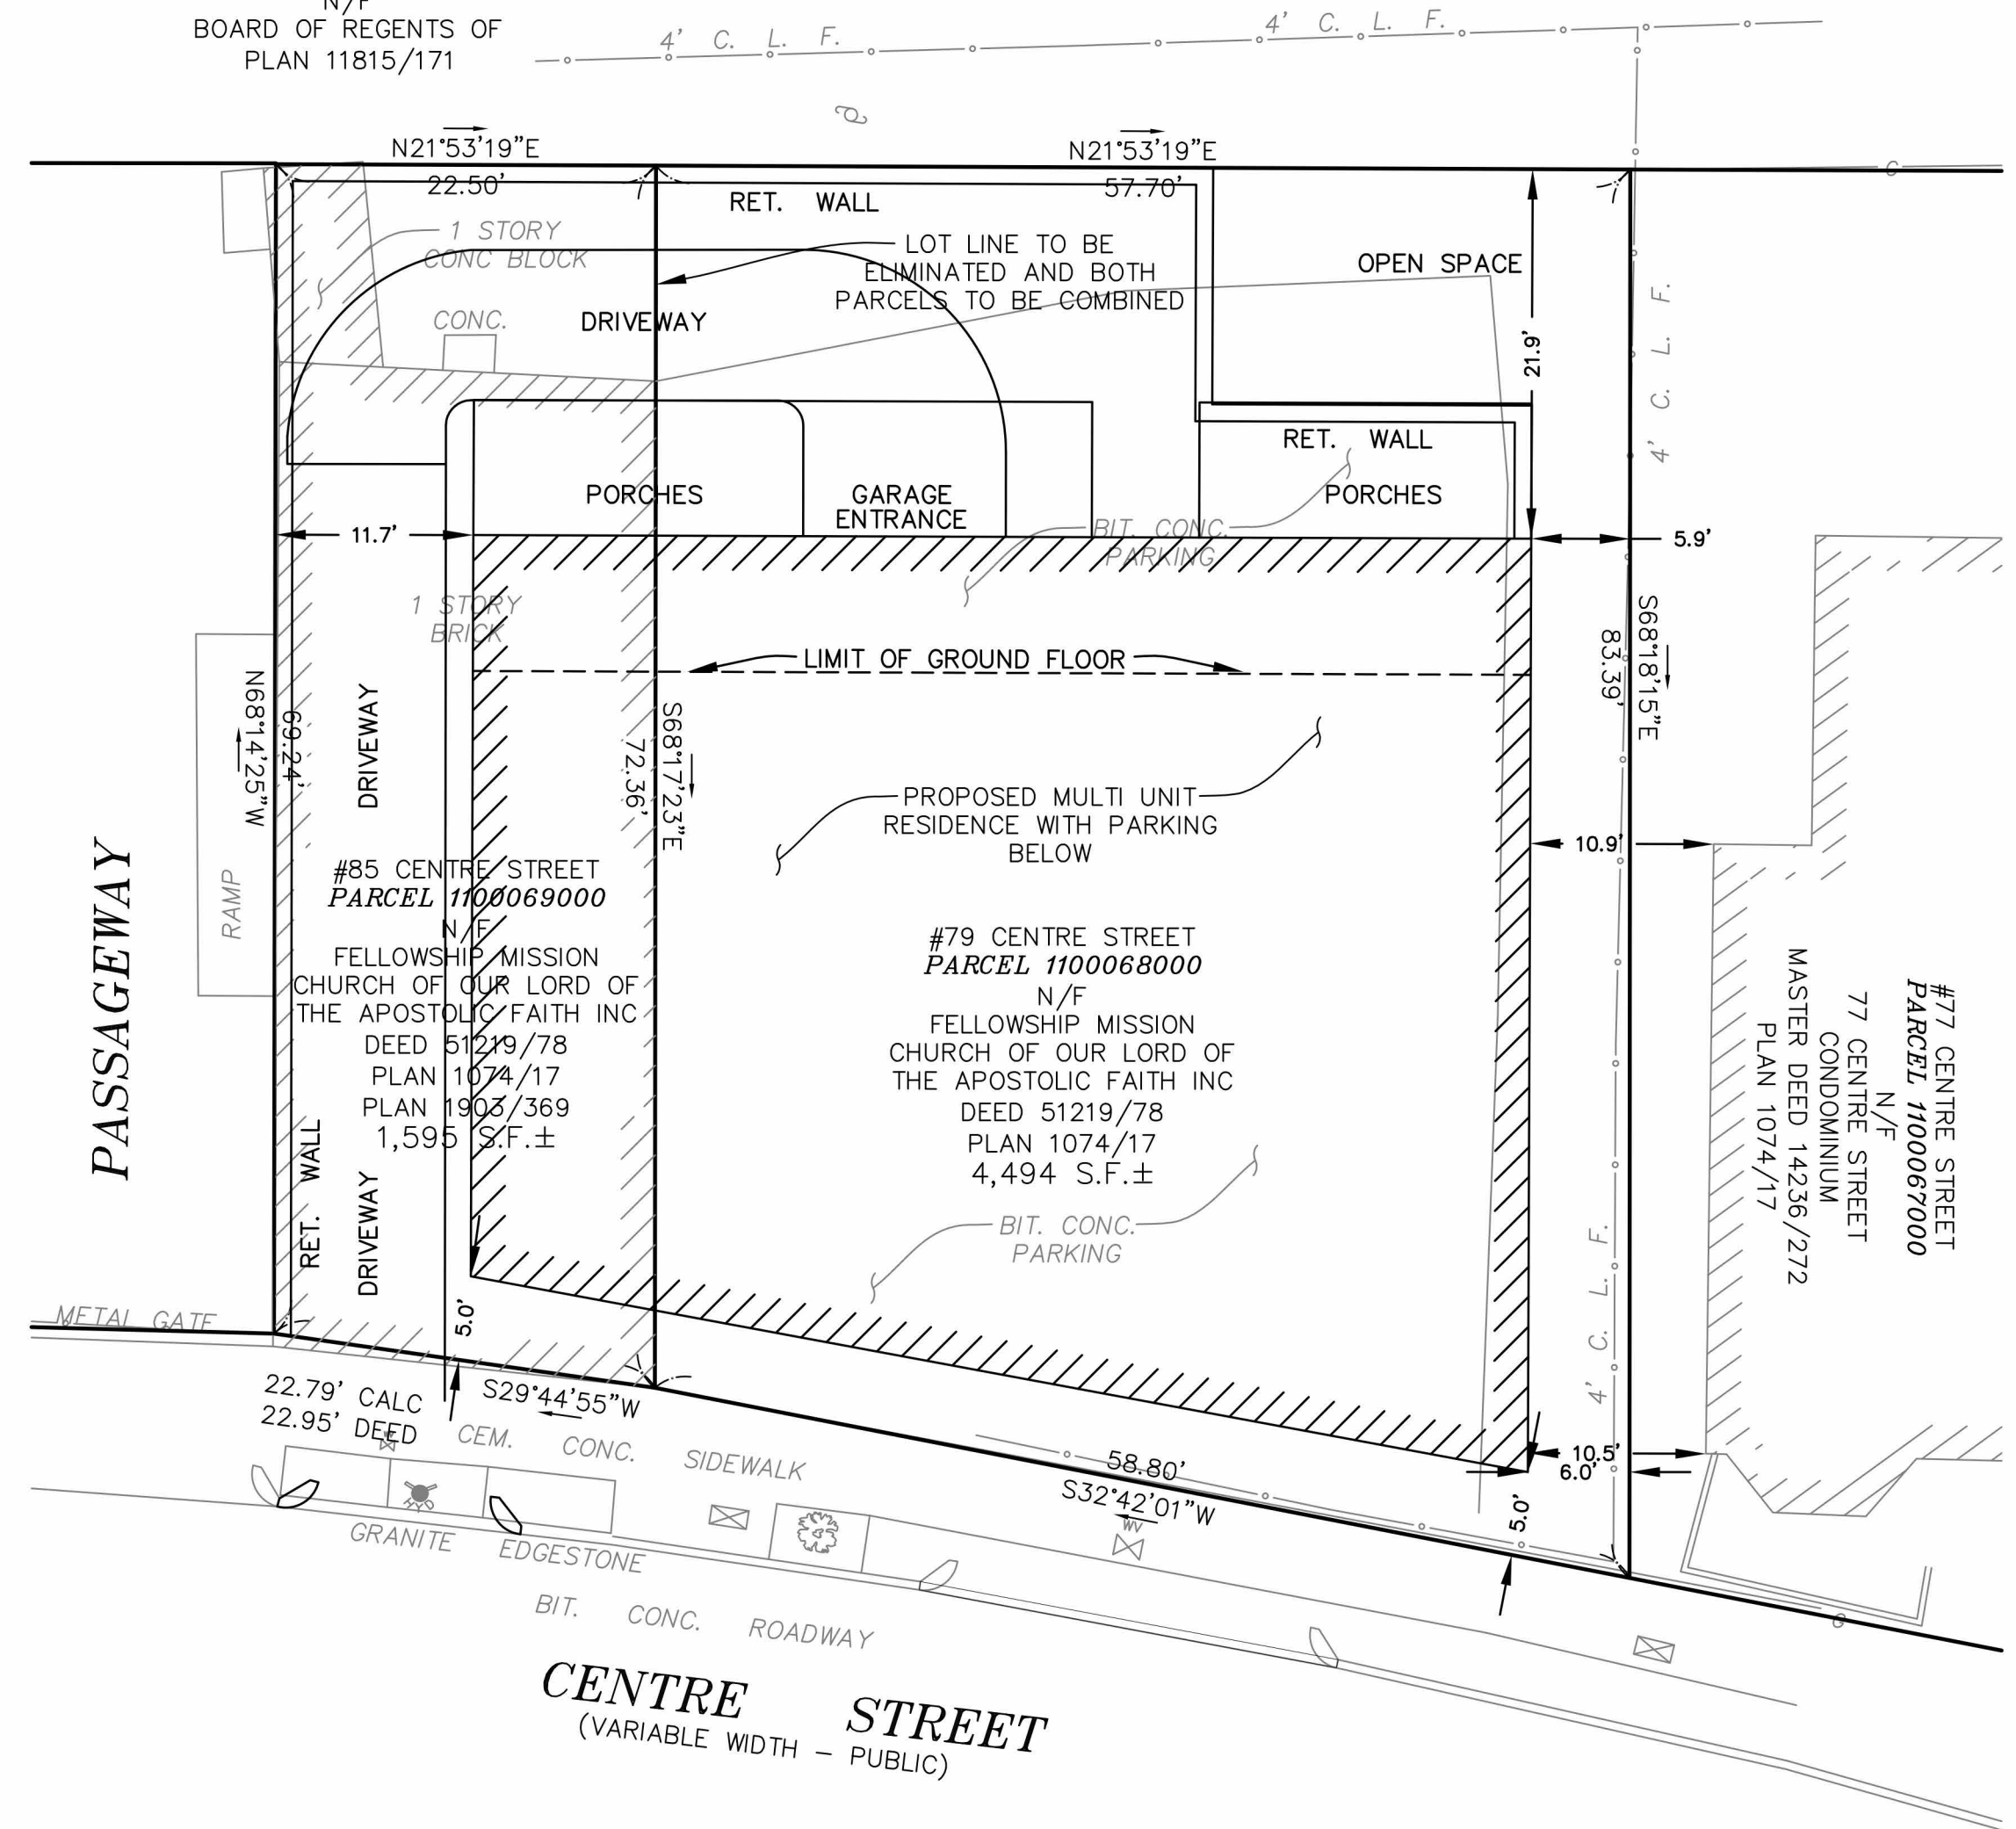 N/F
BOARD OF REGENTS OF
PLAN 11815/171
4' C. L. F.
4' C. L. F.
N21°53'19"E
22.50'
N21°53'19"E
57.70'
RET. WALL
1 STORY
CONC BLOCK
LOT LINE TO BE
ELIMINATED AND BOTH
PARCELS TO BE COMBINED
OPEN SPACE
CONC.
DRIVEWAY
21.9'
4' C. L. F.
RET. WALL
PORCHES
GARAGE
ENTRANCE
PORCHES
11.7'
BIT. CONC.
PARKING
5.9'
1 STORY
BRICK
LIMIT OF GROUND FLOOR
S68°18'15"E
83.39'
N68°14'25"W
69.24'
DRIVEWAY
S68°17'23"E
72.36'
PROPOSED MULTI UNIT
RESIDENCE WITH PARKING
BELOW
10.9'
PASSAGEWAY
RAMP
#85 CENTRE STREET
PARCEL 1100069000
N/F
FELLOWSHIP MISSION
CHURCH OF OUR LORD OF
THE APOSTOLIC FAITH INC
DEED 51219/78
PLAN 1074/17
PLAN 1903/369
1,595 S.F.±
#79 CENTRE STREET
PARCEL 1100068000
N/F
FELLOWSHIP MISSION
CHURCH OF OUR LORD OF
THE APOSTOLIC FAITH INC
DEED 51219/78
PLAN 1074/17
4,494 S.F.±
#77 CENTRE STREET
PARCEL 1100067000
N/F
77 CENTRE STREET
CONDOMINIUM
MASTER DEED 14236/272
PLAN 1074/17
RET. WALL
DRIVEWAY
BIT. CONC.
PARKING
4' C. L. F.
METAL GATE
5.0'
22.79' CALC
22.95' DEED
S29°44'55"W
10.5'
6.0'
58.80'
S32°42'01"W
5.0'
CEM. CONC. SIDEWALK
HYD
WV
GRANITE EDGESTONE
BIT. CONC. ROADWAY
G
G
CENTRE STREET
(VARIABLE WIDTH – PUBLIC)